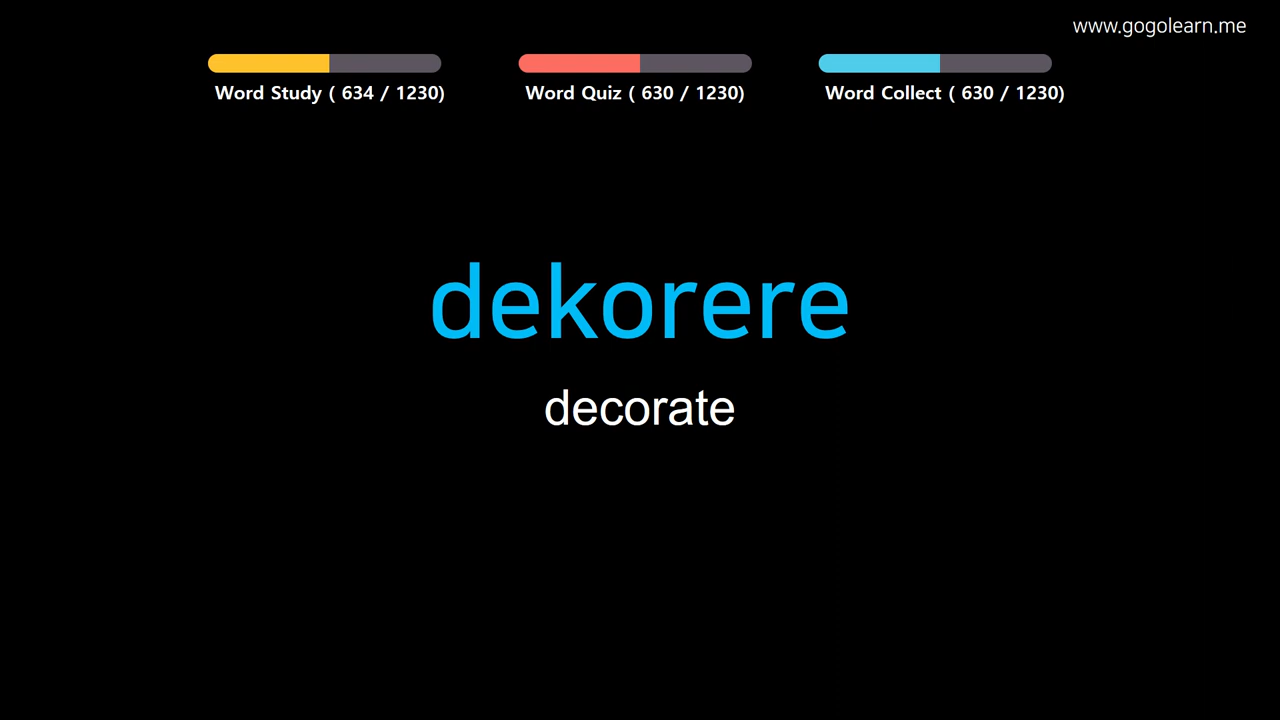 www.gogolearn.me
Word Study ( 634 / 1230)
Word Quiz ( 630 / 1230)
Word Collect ( 630 / 1230)
dekorere
decorate